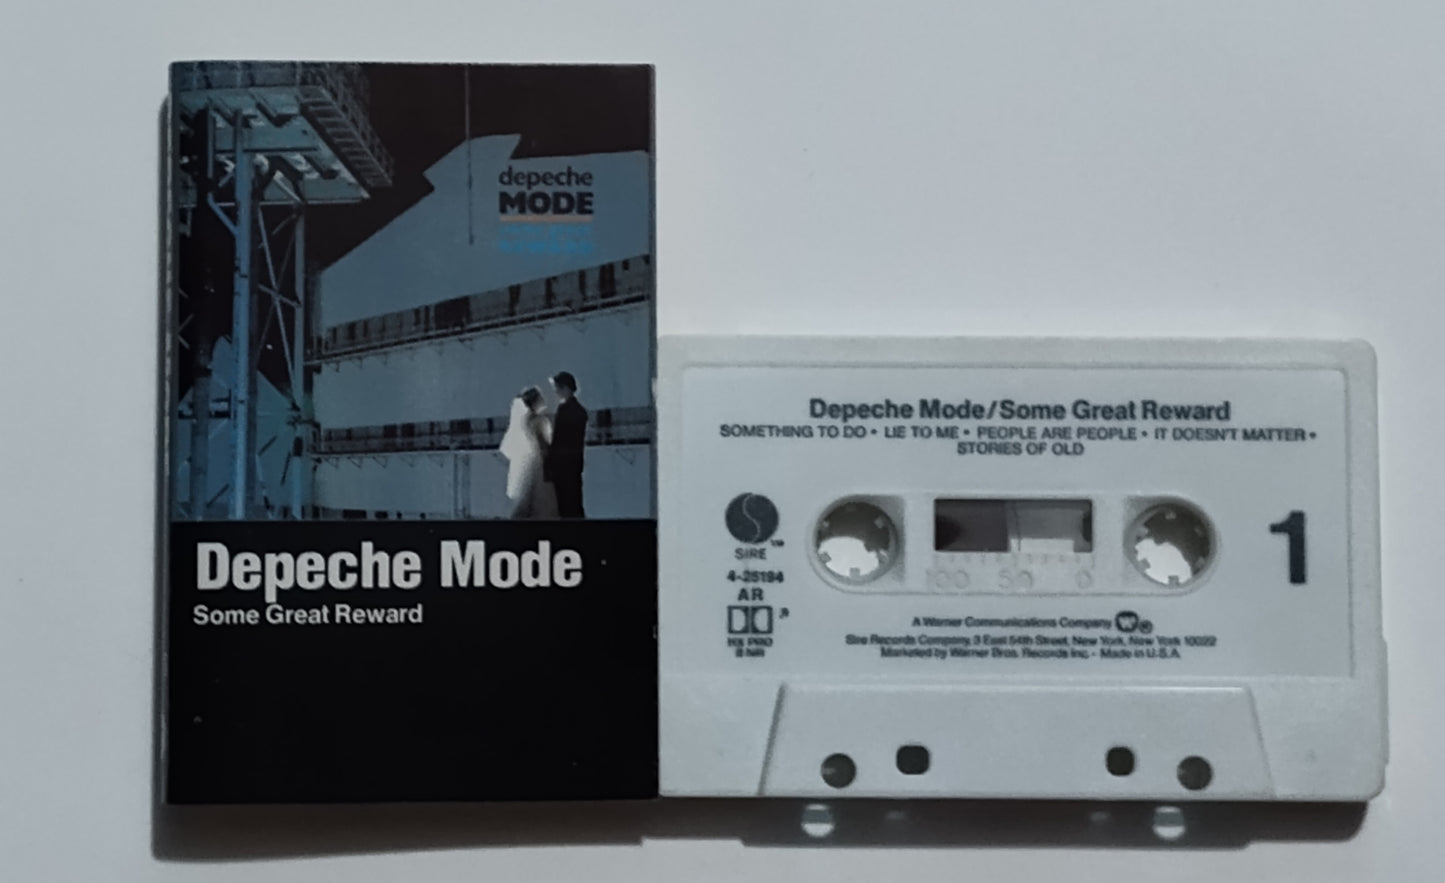 depeche
MODE
Depeche Mode
Some Great Reward
Depeche Mode/Some Great Reward
SOMETHING TO DO • LIE TO ME • PEOPLE ARE PEOPLE • IT DOESN'T MATTER •
STORIES OF OLD
SIRE
4-25194
AR
HX PRO
B NR
100 50 0
1
A Warner Communications Company
Sire Records Company, 3 East 54th Street, New York, New York 10022
Marketed by Warner Bros. Records Inc. • Made in U.S.A.